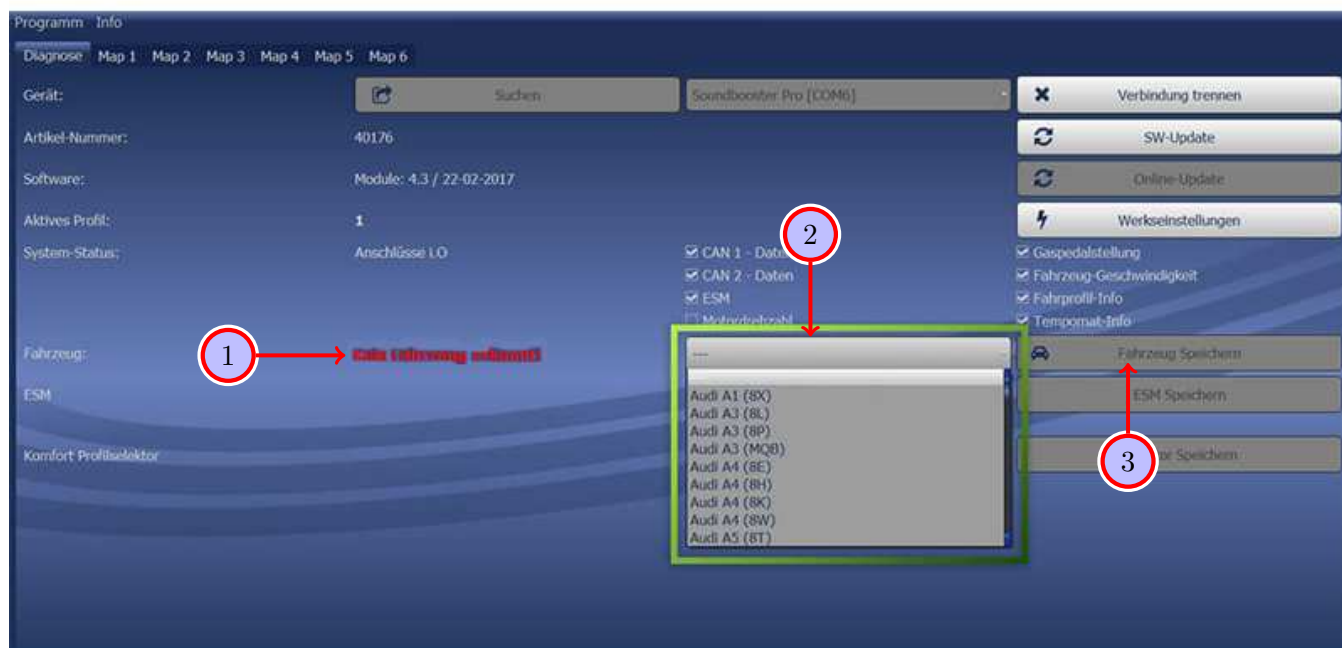 Programm Info
Diagnose Map 1 Map 2 Map 3 Map 4 Map 5 Map 6
Gerät: Suchen Soundbooster Pro [COM6] Verbindung trennen
Artikel-Nummer: 40176 SW-Update
Software: Module: 4.3 / 22-02-2017 Online-Update
Aktives Profil: 1 Werkseinstellungen
2
System-Status: Anschlüsse i.O CAN 1 - Daten Gaspedalstellung
CAN 2 - Daten Fahrzeug-Geschwindigkeit
ESM Fahrprofil-Info
Motordrehzahl Tempomat-Info
Fahrzeug: 1 Kein Fahrzeug --- Fahrzeug Speichern
ESM ESM Speichern
Audi A1 (8X)
Audi A3 (8L)
Audi A3 (8P)
Audi A3 (MQB)
Audi A4 (8E)
Audi A4 (8H)
Audi A4 (8K)
Audi A4 (8W)
Audi A5 (8T)
Komfort Profilselektor 3 Speichern